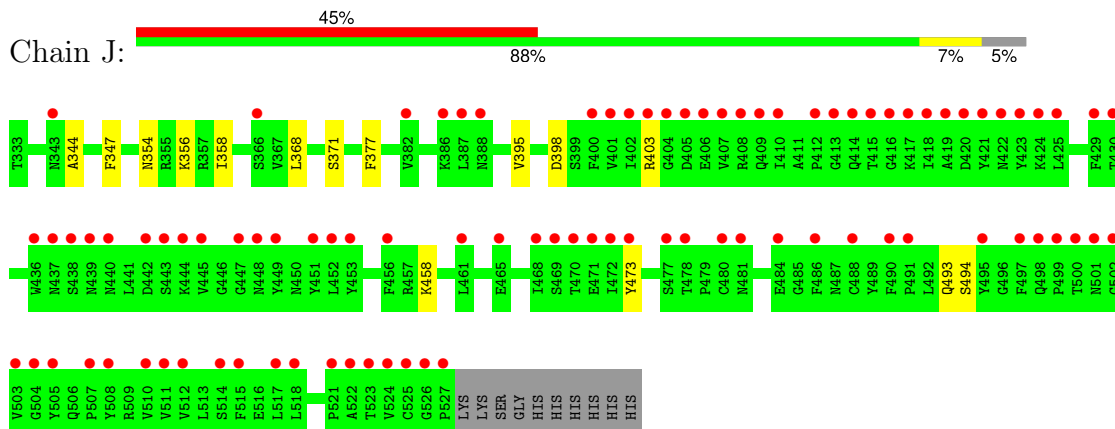 45%
Chain J:
88%
7%
5%
T333
N343
A344
F347
N354
R355
K356
R357
I358
S366
V367
L368
S371
F377
V382
K386
L387
N388
V395
D398
S399
F400
V401
I402
R403
G404
D405
E406
V407
R408
Q409
I410
A411
P412
G413
Q414
T415
G416
K417
I418
A419
D420
Y421
N422
Y423
K424
L425
F429
T430
W436
N437
S438
N439
N440
L441
D442
S443
K444
V445
G446
G447
N448
Y449
N450
Y451
L452
Y453
F456
R457
K458
L461
E465
I468
S469
T470
E471
I472
Y473
S477
T478
P479
C480
N481
E484
G485
F486
N487
C488
Y489
F490
P491
L492
Q493
S494
Y495
G496
F497
Q498
P499
T500
N501
G502
V503
G504
Y505
Q506
P507
Y508
R509
V510
V511
V512
L513
S514
F515
E516
L517
L518
P521
A522
T523
V524
C525
G526
P527
LYS
LYS
SER
GLY
HIS
HIS
HIS
HIS
HIS
HIS